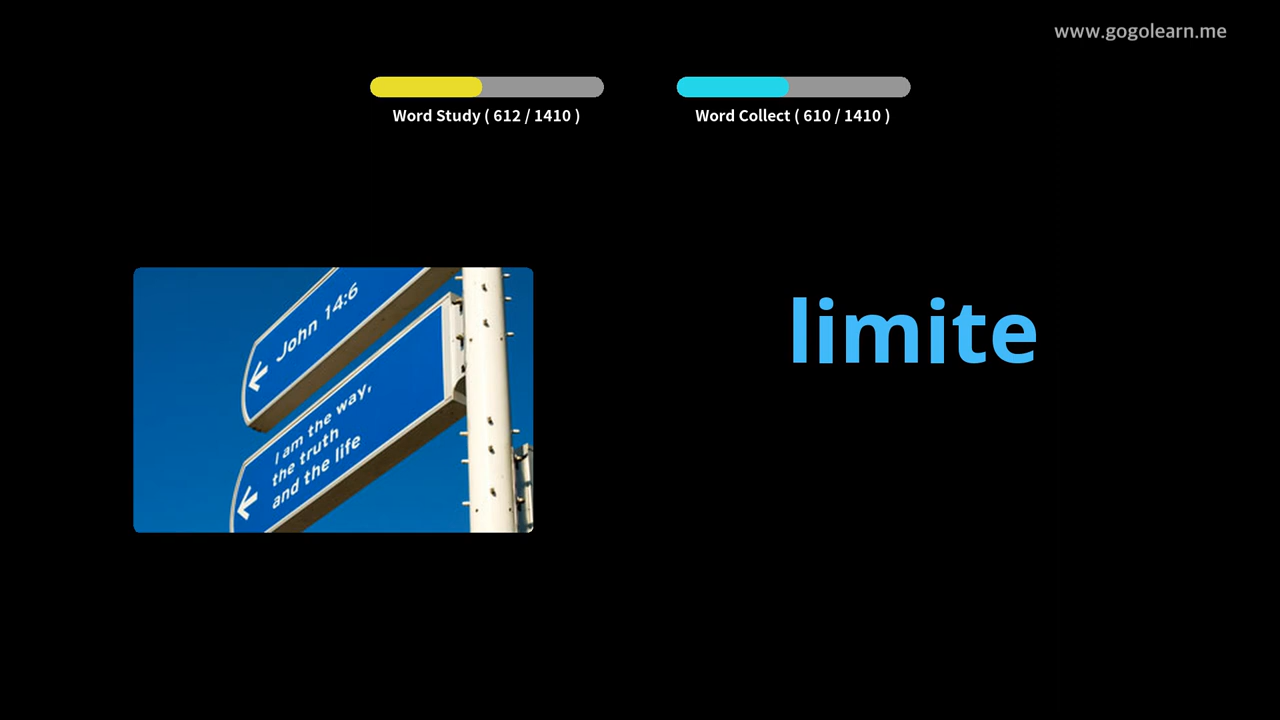 www.gogolearn.me
Word Study ( 612 / 1410 )
Word Collect ( 610 / 1410 )
John 14:6
I am the way,
the truth
and the life
limite